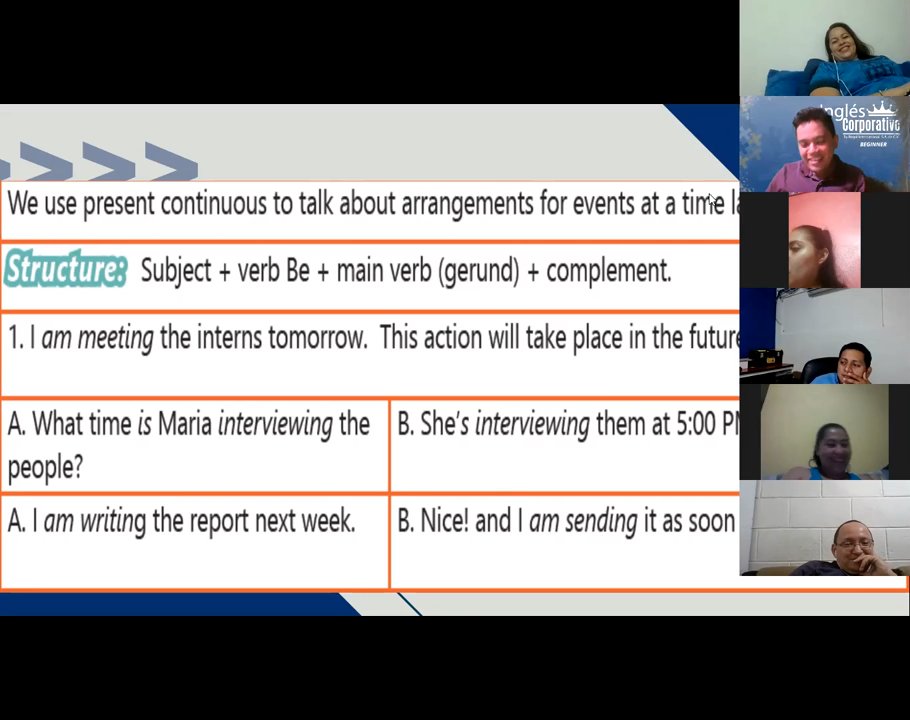 We use present continuous to talk about arrangements for events at a time
Structure: Subject + verb Be + main verb (gerund) + complement.
1. I am meeting the interns tomorrow. This action will take place in the future
A. What time is Maria interviewing the
people?
B. She's interviewing them at 5:00
A. I am writing the report next week.
B. Nice! and I am sending it as soon
Inglés
Corporativo
BEGINNER